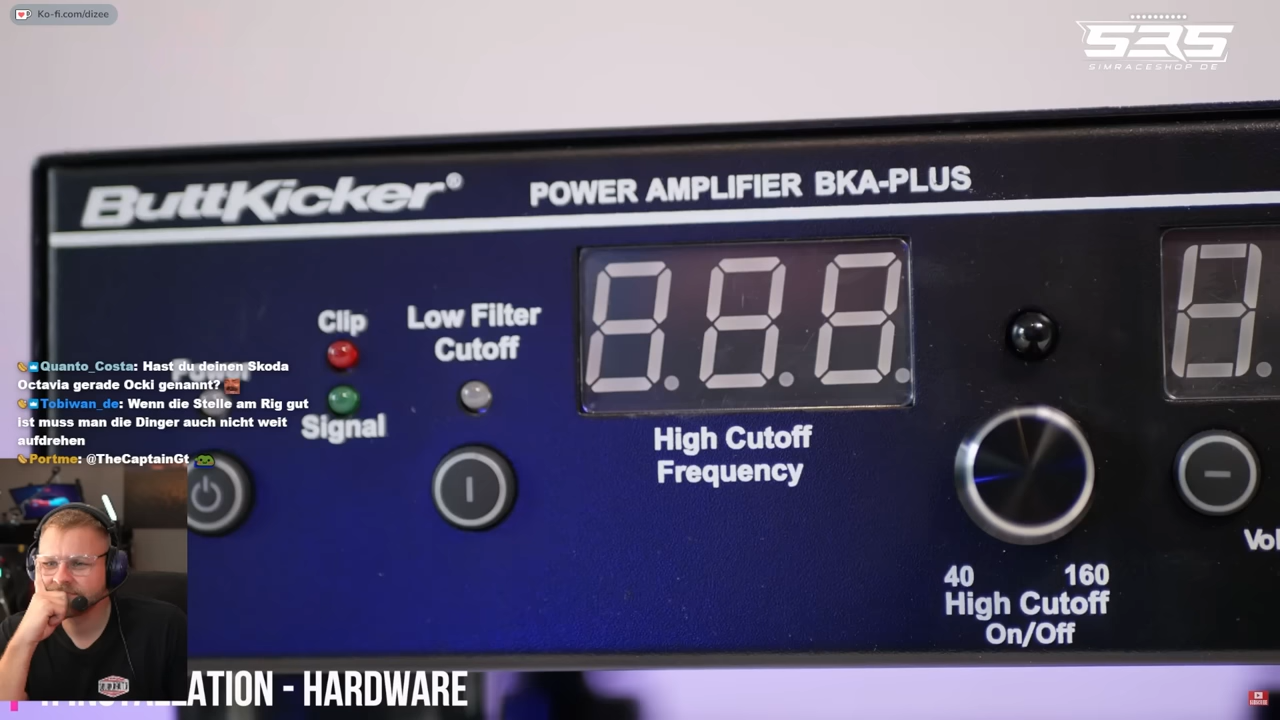 Ko-fi.com/dizee
SRS
SIMRACESHOP.DE
ButtKicker®
POWER AMPLIFIER BKA-PLUS
Clip
Signal
Low Filter
Cutoff
High Cutoff
Frequency
Power
40 160
High Cutoff
On/Off
Vol
Quanto_Costa: Hast du deinen Skoda
Octavia gerade Ocki genannt?
Tobiwan_de: Wenn die Stelle am Rig gut
ist muss man die Dinger auch nicht weit
aufdrehen
Portme: @TheCaptainGt
ATION - HARDWARE